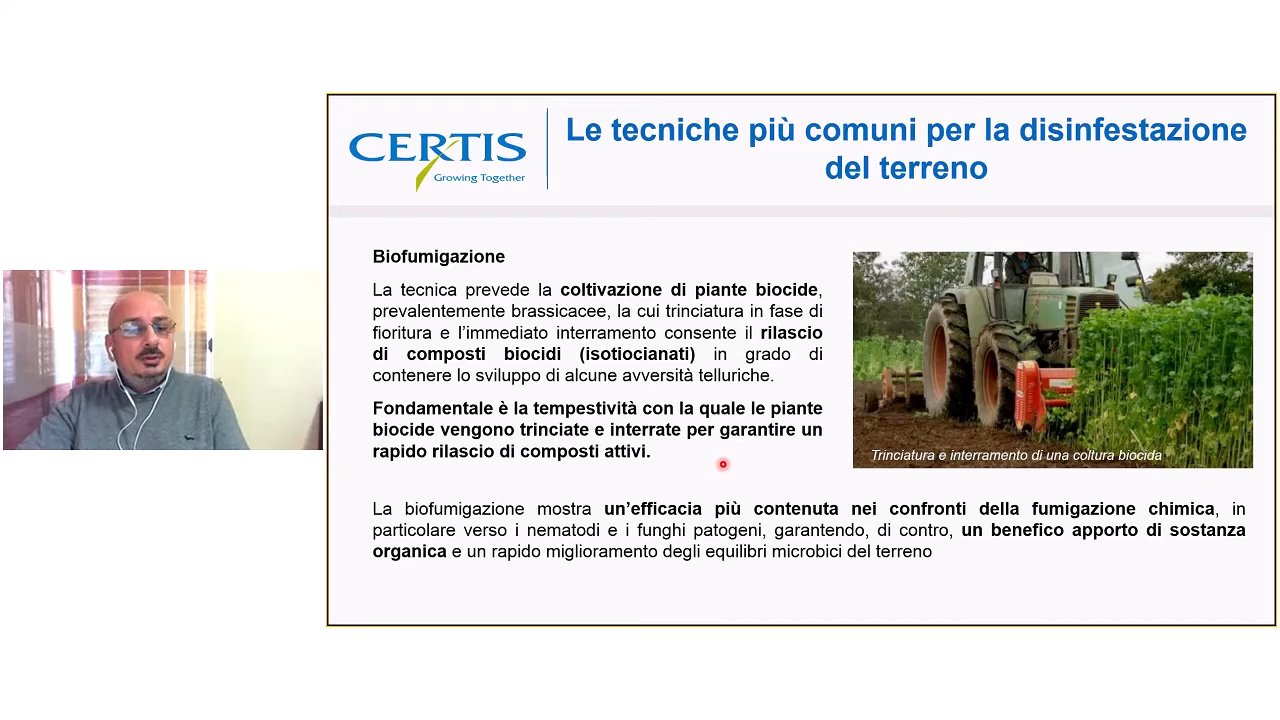 CERTIS
Growing Together
Le tecniche più comuni per la disinfestazione
del terreno
Biofumigazione
La tecnica prevede la coltivazione di piante biocide,
prevalentemente brassicacee, la cui trinciatura in fase di
fioritura e l’immediato interramento consente il rilascio
di composti biocidi (isotiocianati) in grado di
contenere lo sviluppo di alcune avversità telluriche.
Fondamentale è la tempestività con la quale le piante
biocide vengono trinciate e interrate per garantire un
rapido rilascio di composti attivi.
Trinciatura e interramento di una coltura biocida
La biofumigazione mostra un’efficacia più contenuta nei confronti della fumigazione chimica, in
particolare verso i nematodi e i funghi patogeni, garantendo, di contro, un benefico apporto di sostanza
organica e un rapido miglioramento degli equilibri microbici del terreno